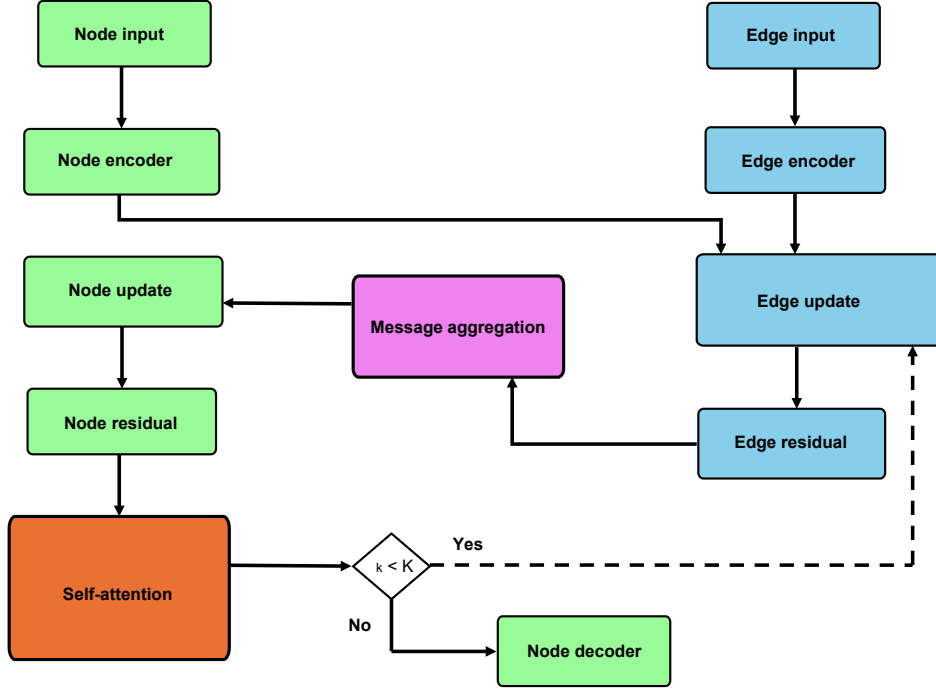 Node input
Edge input
Node encoder
Edge encoder
Node update
Message aggregation
Edge update
Node residual
Edge residual
Self-attention
k < K
Yes
No
Node decoder